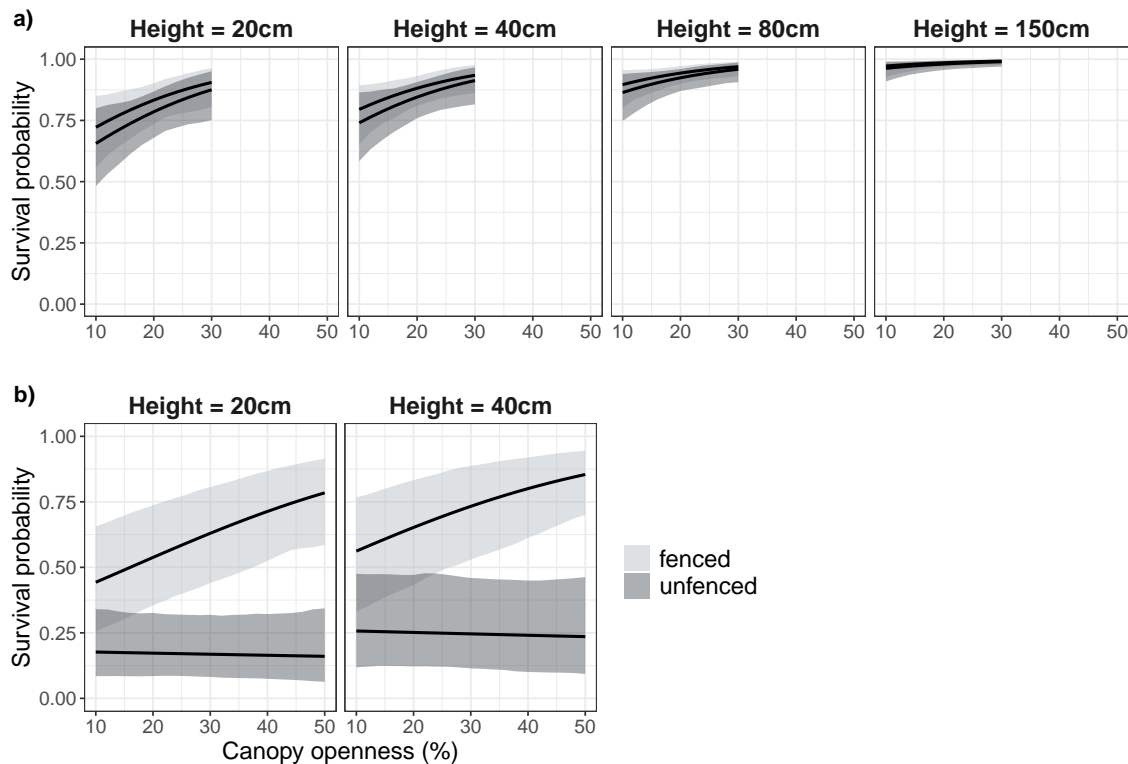 a)
Height = 20cm
Height = 40cm
Height = 80cm
Height = 150cm
Survival probability
1.00
0.75
0.50
0.25
0.00
10 20 30 40 50
10 20 30 40 50
10 20 30 40 50
10 20 30 40 50
b)
Height = 20cm
Height = 40cm
Survival probability
1.00
0.75
0.50
0.25
0.00
10 20 30 40 50
10 20 30 40 50
Canopy openness (%)
fenced
unfenced